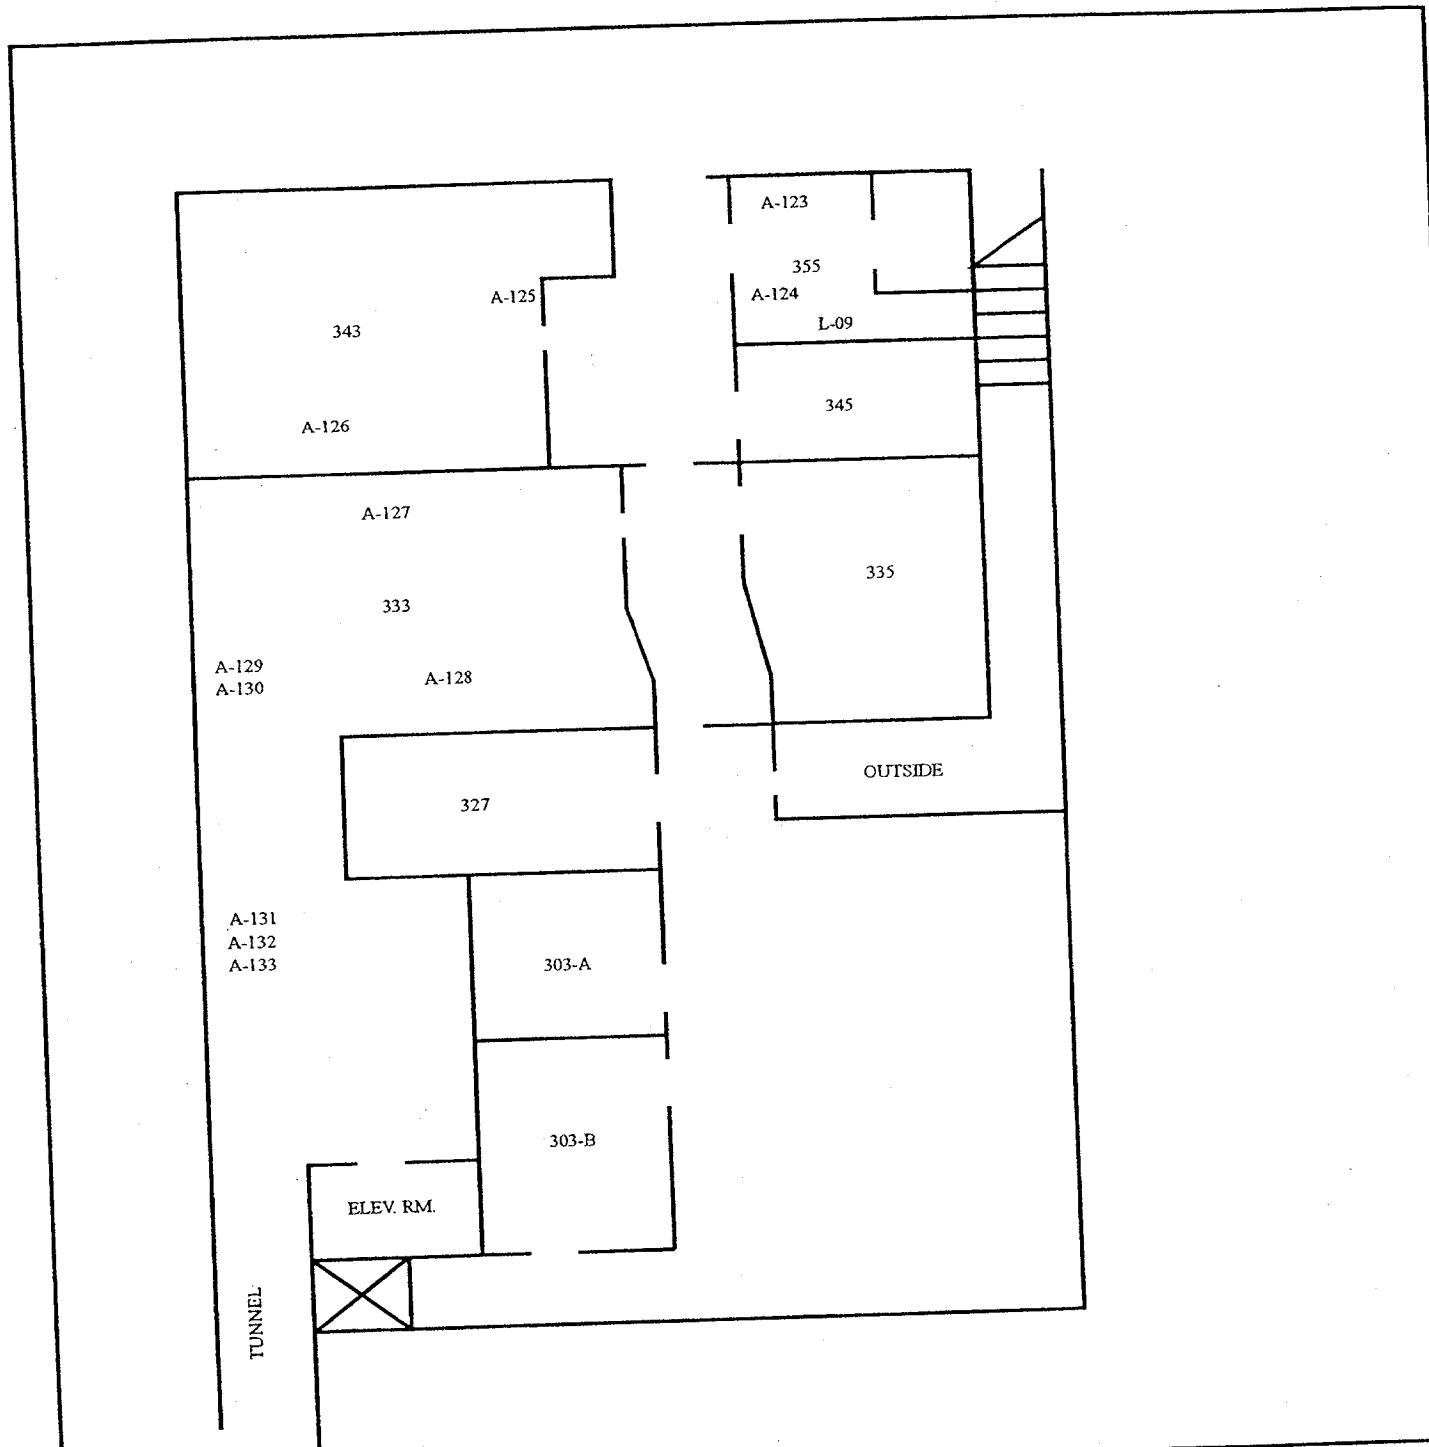 A-123
355
A-125
A-124
L-09
343
345
A-126
A-127
335
333
A-129
A-130
A-128
OUTSIDE
327
A-131
A-132
A-133
303-A
303-B
ELEV. RM.
TUNNEL